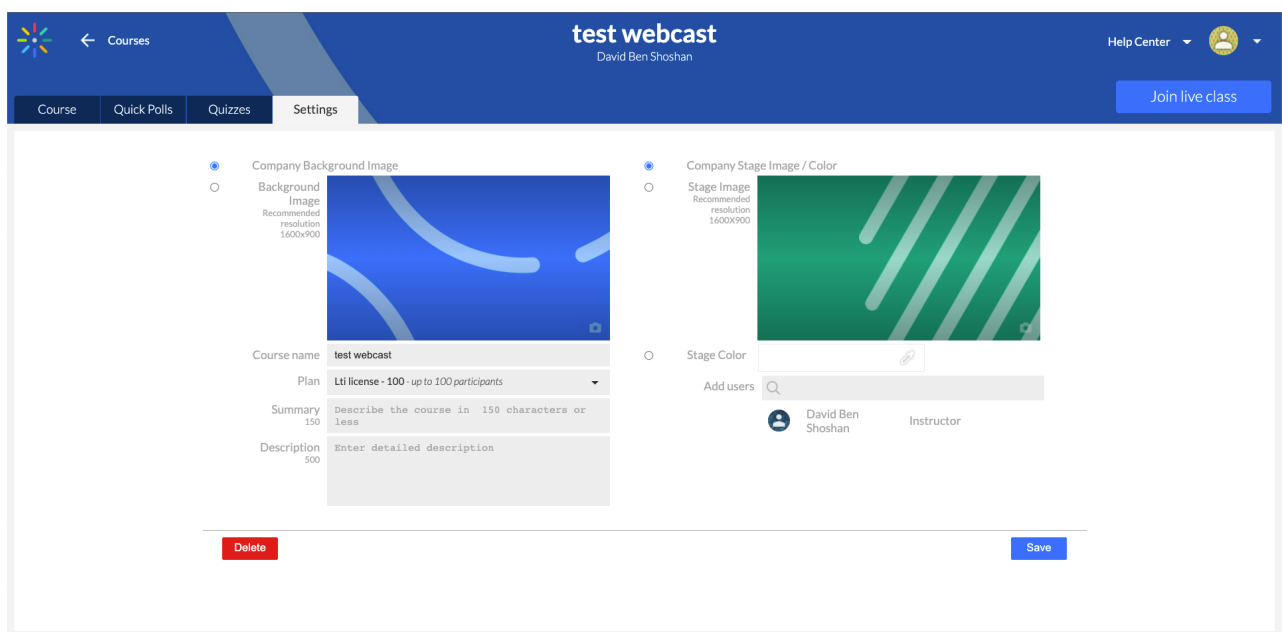 Courses
test webcast
David Ben Shoshan
Help Center
Join live class
Course
Quick Polls
Quizzes
Settings
Company Background Image
Background
Image
Recommended
resolution
1600x900
Course name
test webcast
Plan
Lti license - 100 - up to 100 participants
Summary
150
Describe the course in 150 characters or
less
Description
500
Enter detailed description
Company Stage Image / Color
Stage Image
Recommended
resolution
1600X900
Stage Color
Add users
David Ben
Shoshan
Instructor
Delete
Save